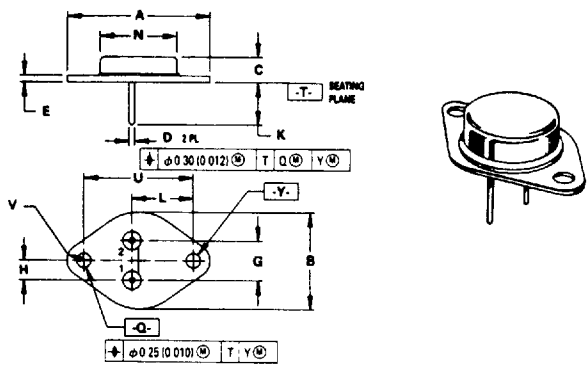 A
N
C
E
-T- SEATING PLANE
D 2 PL
K
⌖ ϕ 0 30 (0 012) Ⓜ T Q Ⓜ Y Ⓜ
U
L
-Y-
V
2
1
H
G
B
-Q-
⌖ ϕ 0 25 (0 010) Ⓜ T Y Ⓜ